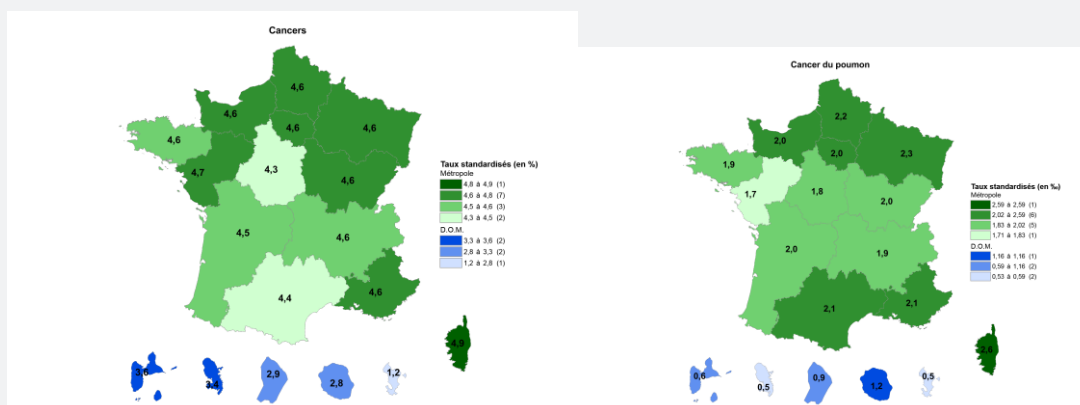 Cancers
4,6
4,6
4,6
4,6
4,6
4,7
4,3
4,6
4,5
4,6
4,4
4,6
4,9
3,6
3,4
2,9
2,8
1,2
Taux standardisés (en %)
Métropole
4,8 à 4,9 (1)
4,6 à 4,8 (7)
4,5 à 4,6 (3)
4,3 à 4,5 (2)
D.O.M.
3,3 à 3,6 (2)
2,8 à 3,3 (2)
1,2 à 2,8 (1)
Cancer du poumon
2,2
2,0
2,0
2,3
1,9
1,7
1,8
2,0
2,0
1,9
2,1
2,1
2,6
0,6
0,5
0,9
1,2
0,5
Taux standardisés (en ‰)
Métropole
2,59 à 2,59 (1)
2,02 à 2,59 (6)
1,83 à 2,02 (5)
1,71 à 1,83 (1)
D.O.M.
1,16 à 1,16 (1)
0,59 à 1,16 (2)
0,53 à 0,59 (2)